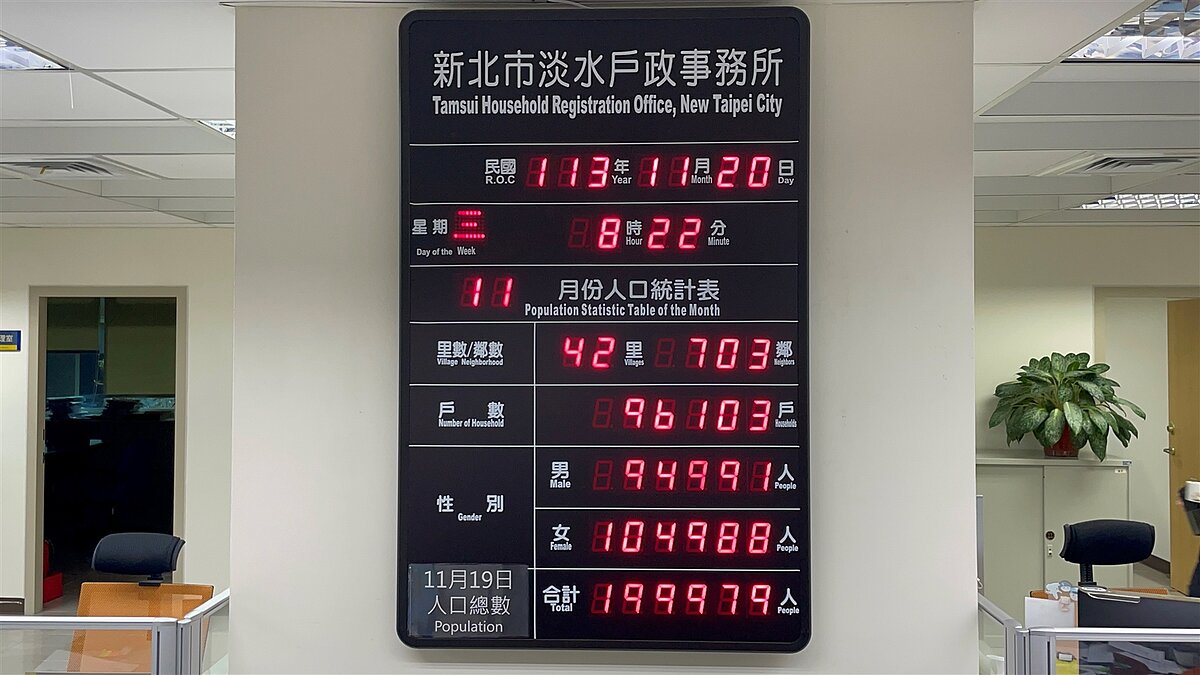 新北市淡水戶政事務所
Tamsui Household Registration Office, New Taipei City
民國 113 年 11 月 20 日
R.O.C Year Month Day
星期 三 8 時 22 分
Day of the Week Hour Minute
11 月份人口統計表
Population Statistic Table of the Month
里數/鄰數 42 里 703 鄰
Village Neighborhood Villages Neighbors
戶數 96103 戶
Number of Household Households
男 94991 人
Male People
性別
Gender
女 104988 人
Female People
11月19日
人口總數
Population
合計 199979 人
Total People